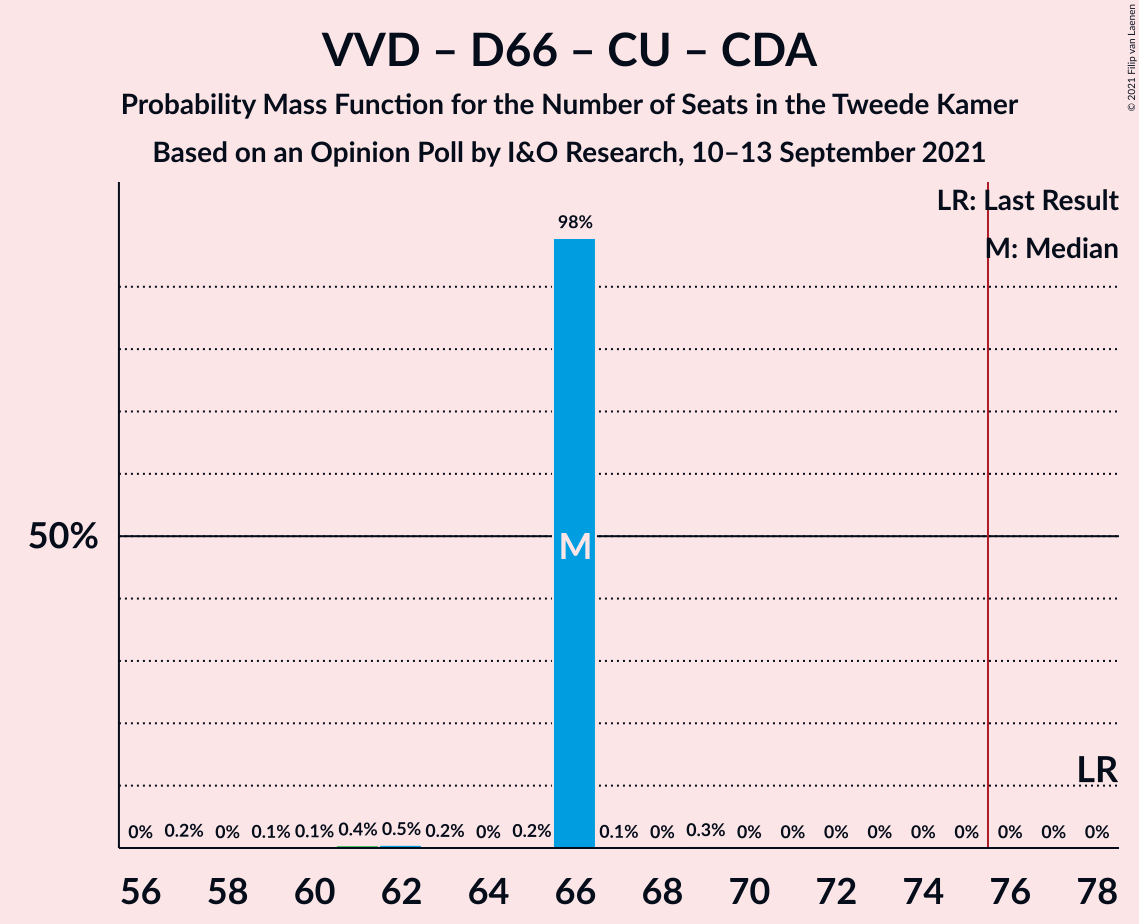 VVD – D66 – CU – CDA
Probability Mass Function for the Number of Seats in the Tweede Kamer
Based on an Opinion Poll by I&O Research, 10–13 September 2021
© 2021 Filip van Laenen
LR: Last Result
M: Median
98%
50%
M
LR
0% 0.2% 0% 0.1% 0.1% 0.4% 0.5% 0.2% 0% 0.2% 0.1% 0% 0.3% 0% 0% 0% 0% 0% 0% 0% 0% 0%
56 58 60 62 64 66 68 70 72 74 76 78